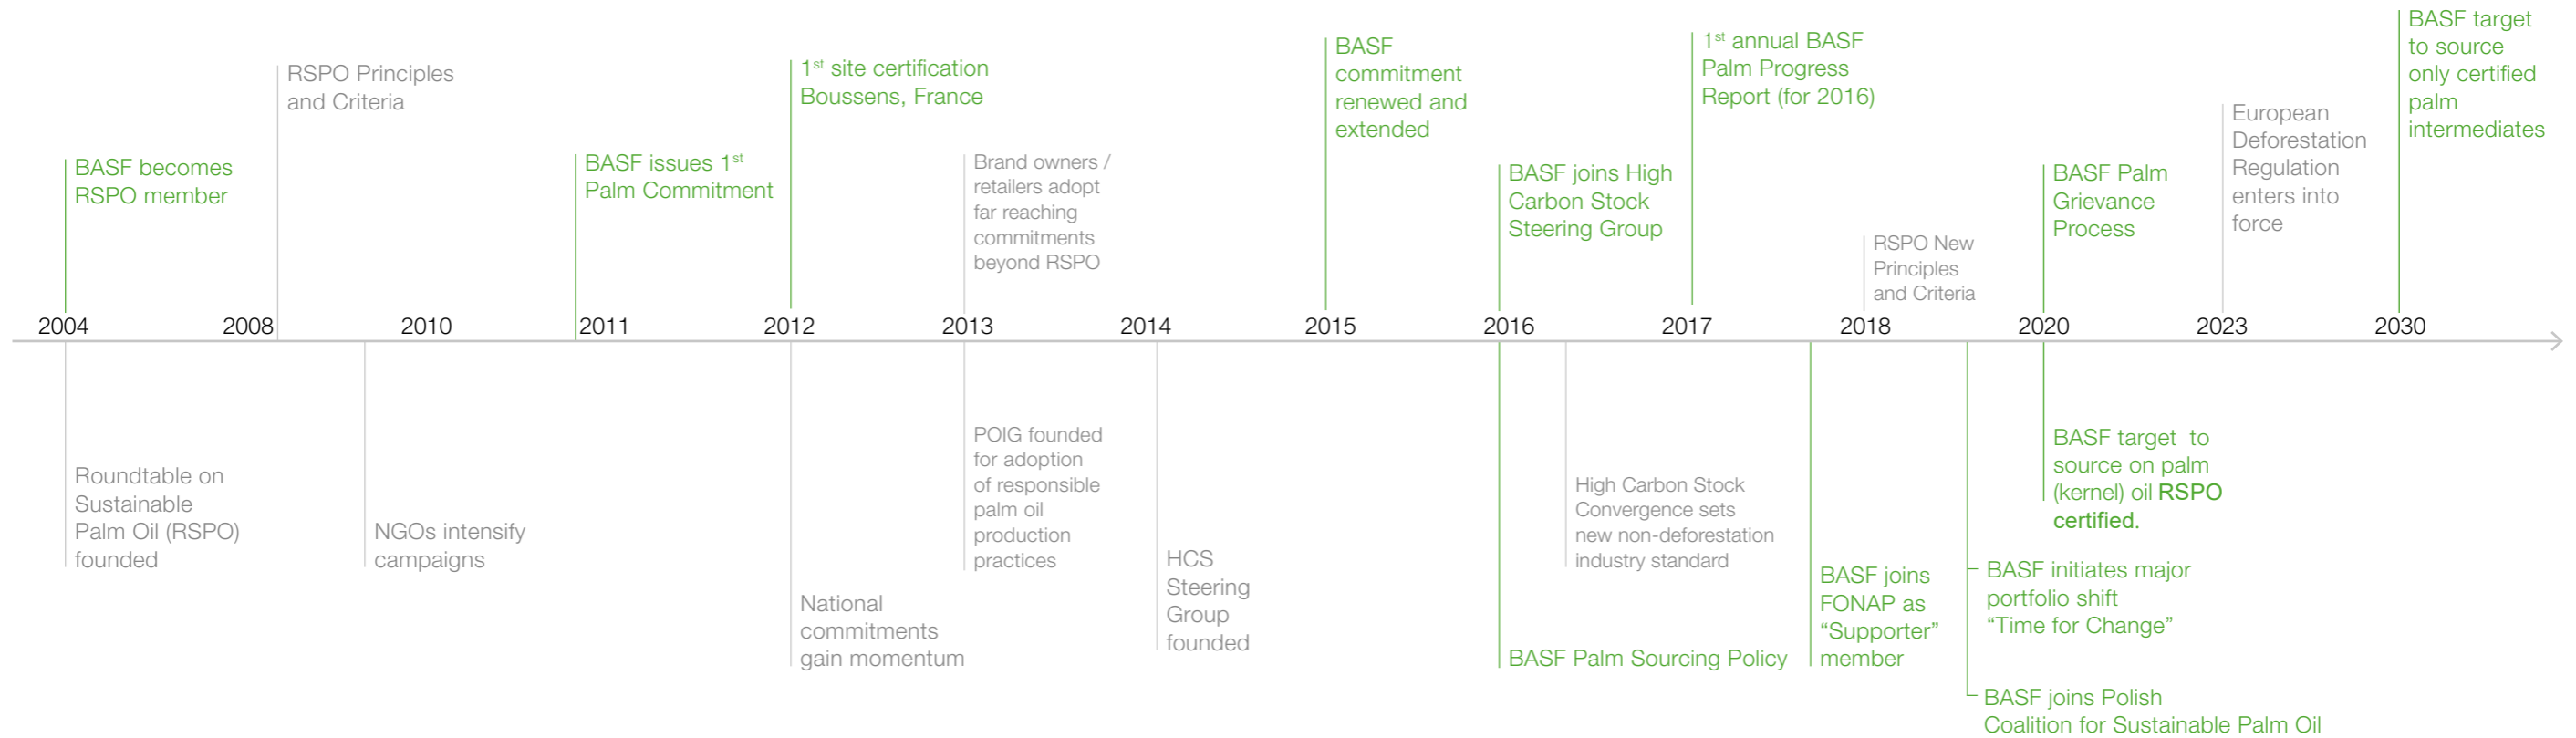 BASF becomes
RSPO member
RSPO Principles
and Criteria
BASF issues 1st
Palm Commitment
1st site certification
Boussens, France
Brand owners /
retailers adopt
far reaching
commitments
beyond RSPO
BASF
commitment
renewed and
extended
BASF joins High
Carbon Stock
Steering Group
1st annual BASF
Palm Progress
Report (for 2016)
RSPO New
Principles
and Criteria
BASF Palm
Grievance
Process
European
Deforestation
Regulation
enters into
force
BASF target
to source
only certified
palm
intermediates
2004 2008 2010 2011 2012 2013 2014 2015 2016 2017 2018 2020 2023 2030
Roundtable on
Sustainable
Palm Oil (RSPO)
founded
NGOs intensify
campaigns
National
commitments
gain momentum
POIG founded
for adoption
of responsible
palm oil
production
practices
HCS
Steering
Group
founded
BASF Palm Sourcing Policy
High Carbon Stock
Convergence sets
new non-deforestation
industry standard
BASF joins
FONAP as
“Supporter”
member
BASF initiates major
portfolio shift
“Time for Change”
BASF joins Polish
Coalition for Sustainable Palm Oil
BASF target to
source on palm
(kernel) oil RSPO
certified.